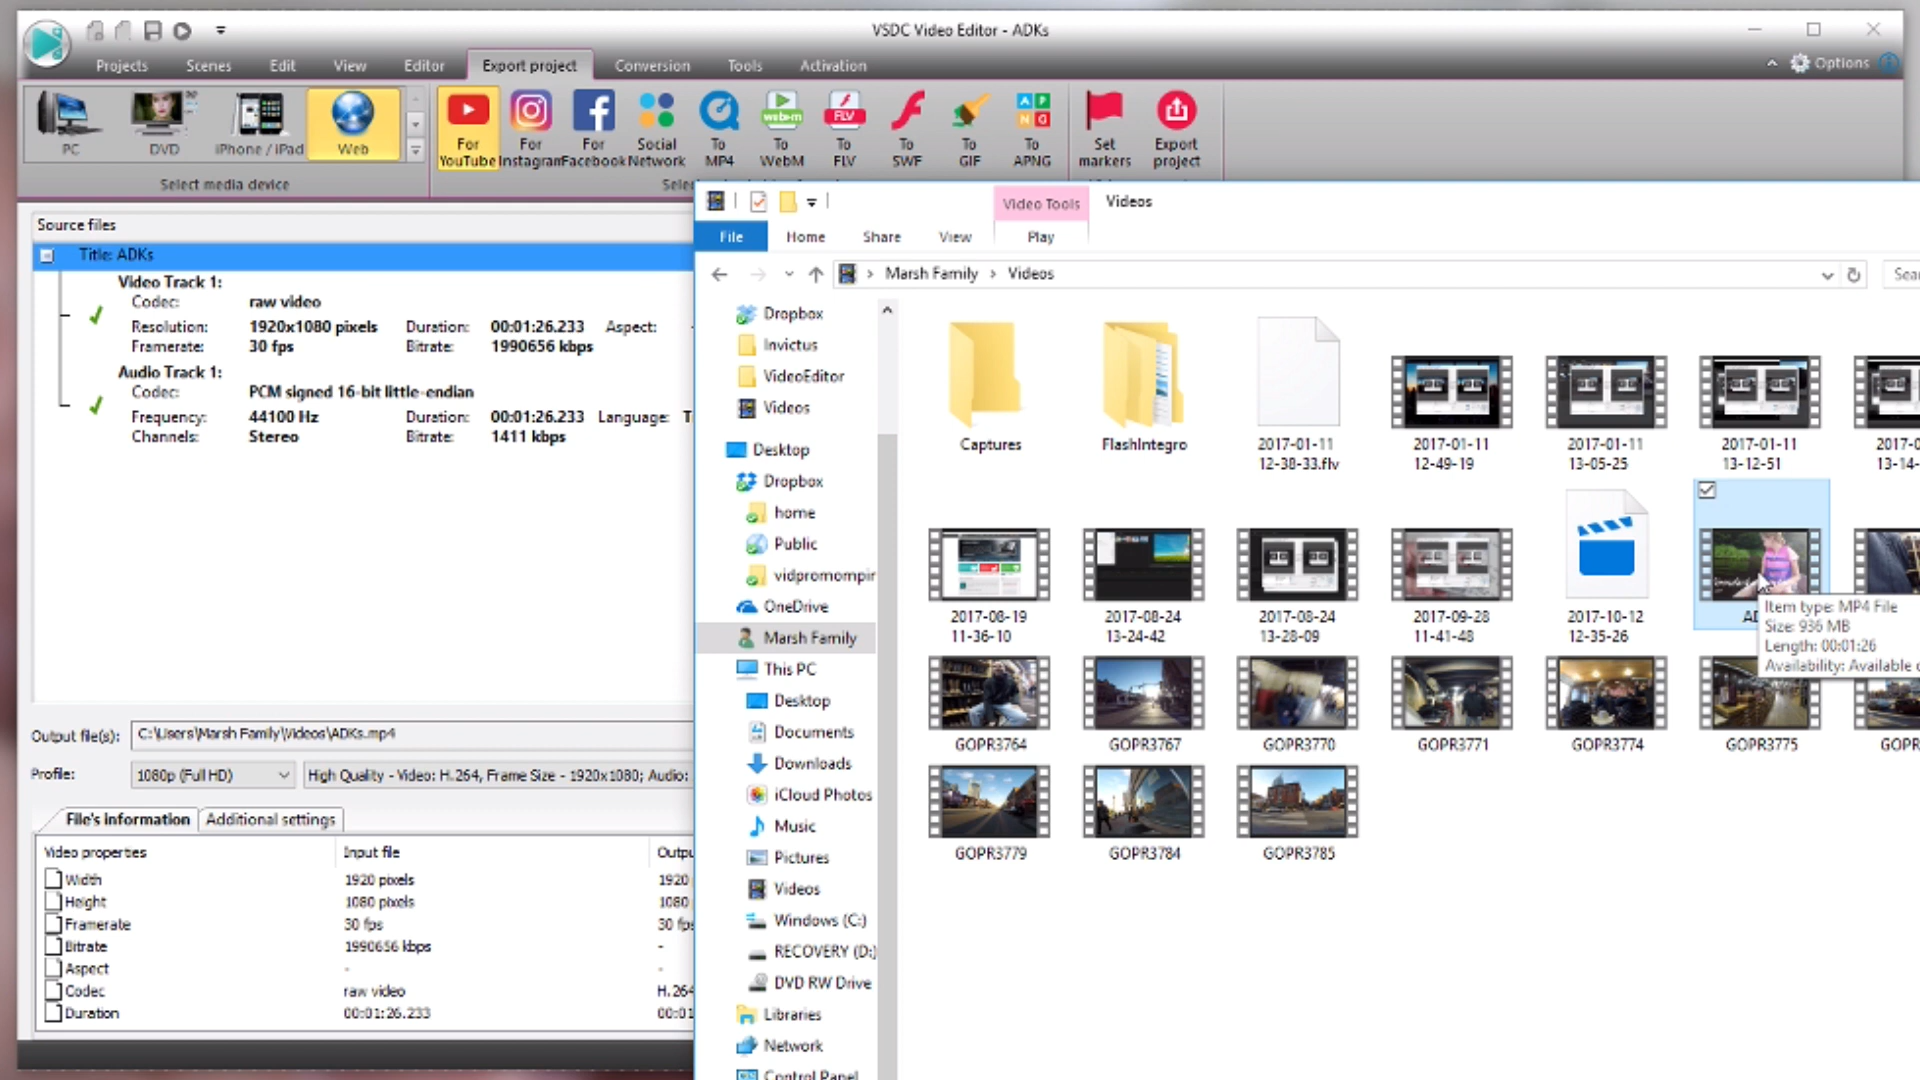 VSDC Video Editor - ADKs
Projects
Scenes
Edit
View
Editor
Export project
Conversion
Tools
Activation
Options
PC
DVD
iPhone / iPad
Web
For YouTube
For Instagram
For Facebook
Social Network
To MP4
To WebM
To FLV
To SWF
To GIF
To APNG
Set markers
Export project
Select media device
Source files
Title: ADKs
Video Track 1:
Codec: raw video
Resolution: 1920x1080 pixels Duration: 00:01:26.233 Aspect: -
Framerate: 30 fps Bitrate: 1990656 kbps
Audio Track 1:
Codec: PCM signed 16-bit little-endian
Frequency: 44100 Hz Duration: 00:01:26.233 Language:
Channels: Stereo Bitrate: 1411 kbps
Output file(s): C:\Users\Marsh Family\Videos\ADKs.mp4
Profile: 1080p (Full HD) High Quality - Video: H.264, Frame Size - 1920x1080; Audio:
File's information
Additional settings
Video properties Input file
Width 1920 pixels 1920
Height 1080 pixels 1080
Framerate 30 fps 30
Bitrate 1990656 kbps -
Aspect - -
Codec raw video H.264
Duration 00:01:26.233
Video Tools
Videos
File
Home
Share
View
Play
Marsh Family > Videos
Dropbox
Invictus
VideoEditor
Videos
Desktop
Dropbox
home
Public
vidpromompir
OneDrive
Marsh Family
This PC
Desktop
Documents
Downloads
iCloud Photos
Music
Pictures
Videos
Windows (C:)
RECOVERY (D:)
DVD RW Drive
Libraries
Network
Control Panel
Captures
FlashIntegro
2017-01-11
12-38-33.flv
2017-01-11
12-49-19
2017-01-11
13-05-25
2017-01-11
13-12-51
2017-08-19
11-36-10
2017-08-24
13-24-42
2017-08-24
13-28-09
2017-09-28
11-41-48
2017-10-12
12-35-26
Item type: MP4 File
Size: 936 MB
Length: 00:01:26
Availability: Available
GOPR3764
GOPR3767
GOPR3770
GOPR3771
GOPR3774
GOPR3775
GOPR3779
GOPR3784
GOPR3785